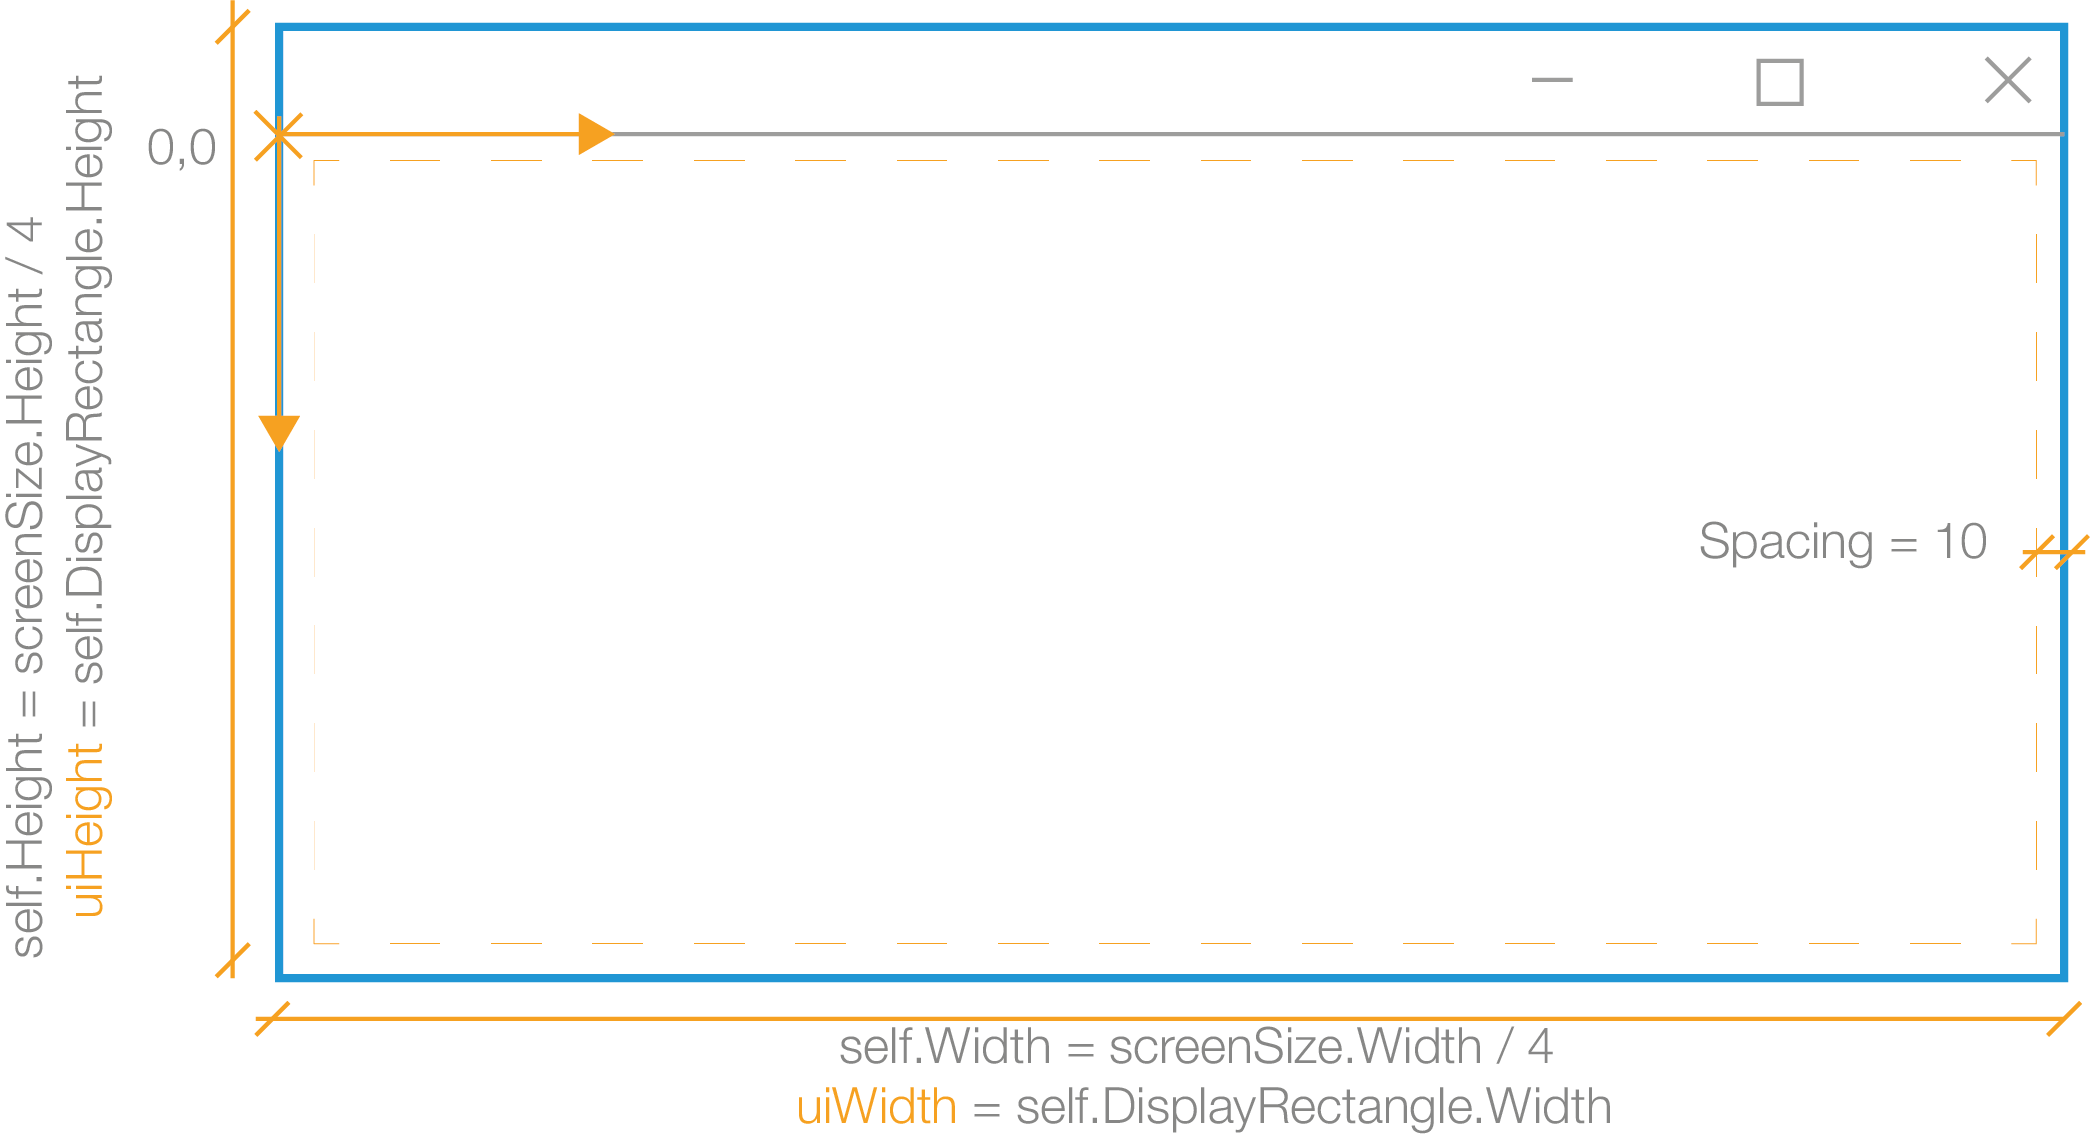 0,0
self.Height = screenSize.Height / 4
uiHeight = self.DisplayRectangle.Height
Spacing = 10
self.Width = screenSize.Width / 4
uiWidth = self.DisplayRectangle.Width